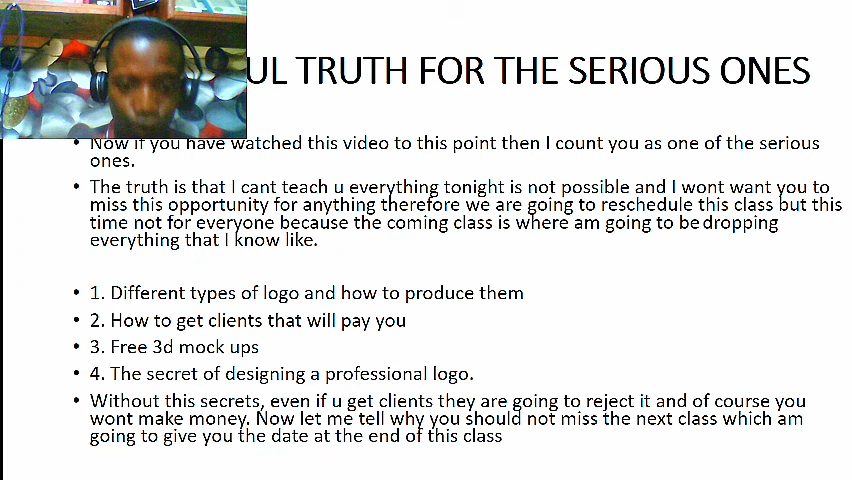 UL TRUTH FOR THE SERIOUS ONES
• Now if you have watched this video to this point then I count you as one of the serious
ones.
• The truth is that I cant teach u everything tonight is not possible and I wont want you to
miss this opportunity for anything therefore we are going to reschedule this class but this
time not for everyone because the coming class is where am going to be dropping
everything that I know like.
• 1. Different types of logo and how to produce them
• 2. How to get clients that will pay you
• 3. Free 3d mock ups
• 4. The secret of designing a professional logo.
• Without this secrets, even if u get clients they are going to reject it and of course you
wont make money. Now let me tell why you should not miss the next class which am
going to give you the date at the end of this class